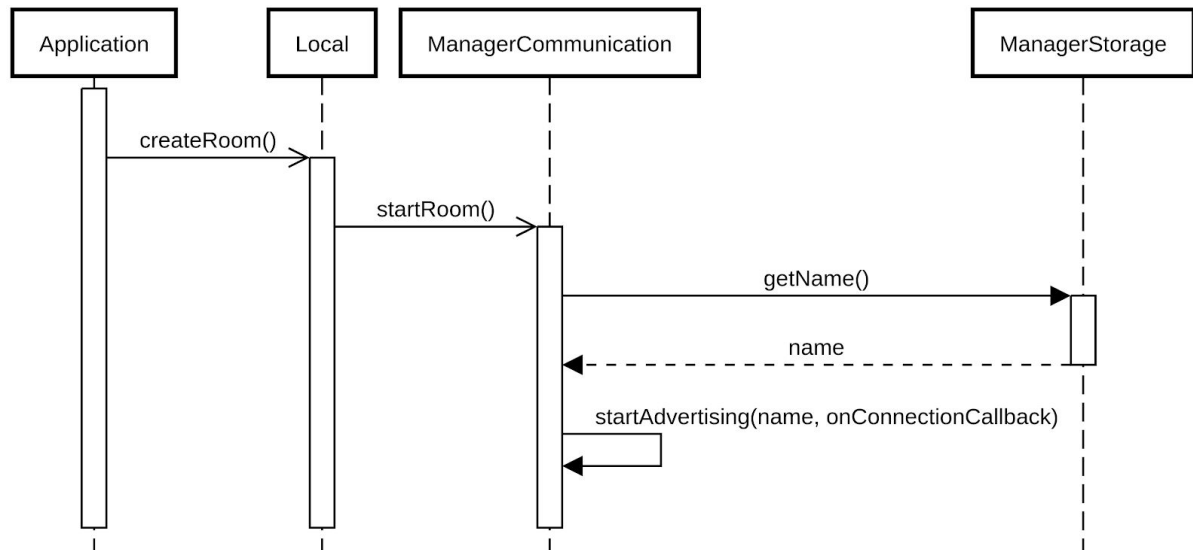 Application
Local
ManagerCommunication
ManagerStorage
createRoom()
startRoom()
getName()
name
startAdvertising(name, onConnectionCallback)